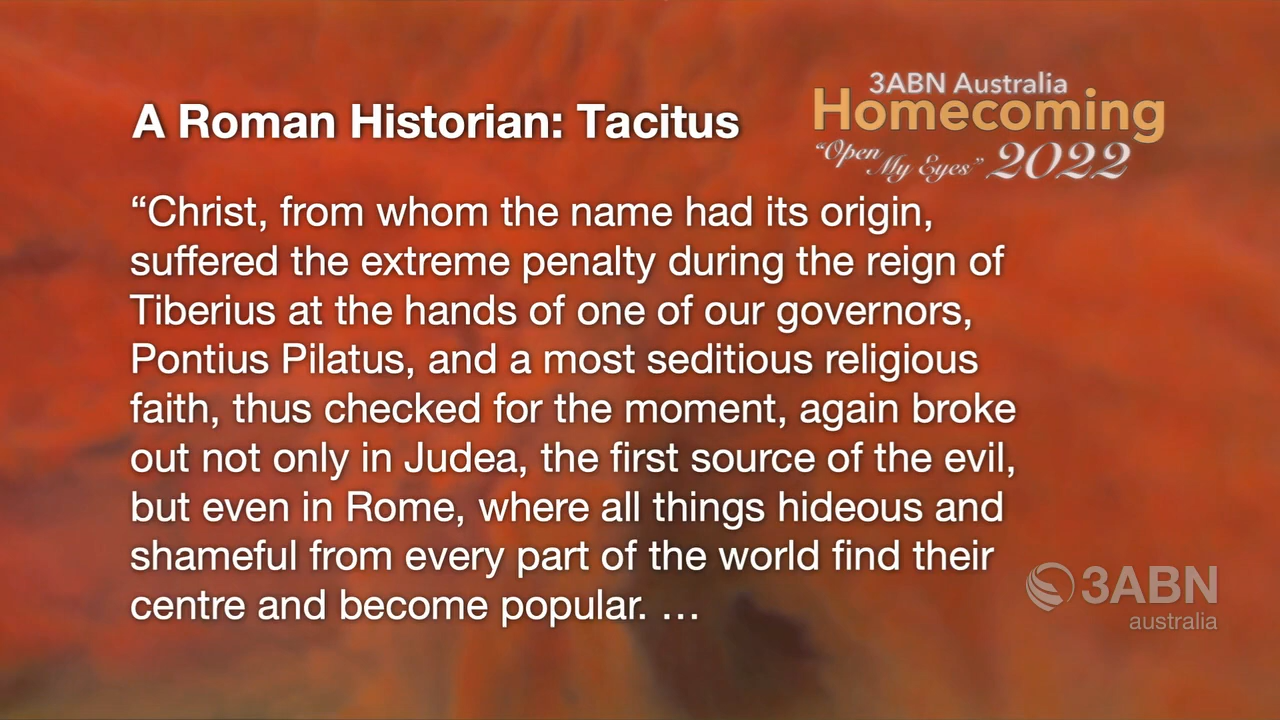 3ABN Australia
Homecoming
“Open My Eyes” 2022
A Roman Historian: Tacitus
“Christ, from whom the name had its origin,
suffered the extreme penalty during the reign of
Tiberius at the hands of one of our governors,
Pontius Pilatus, and a most seditious religious
faith, thus checked for the moment, again broke
out not only in Judea, the first source of the evil,
but even in Rome, where all things hideous and
shameful from every part of the world find their
centre and become popular. …
3ABN
australia